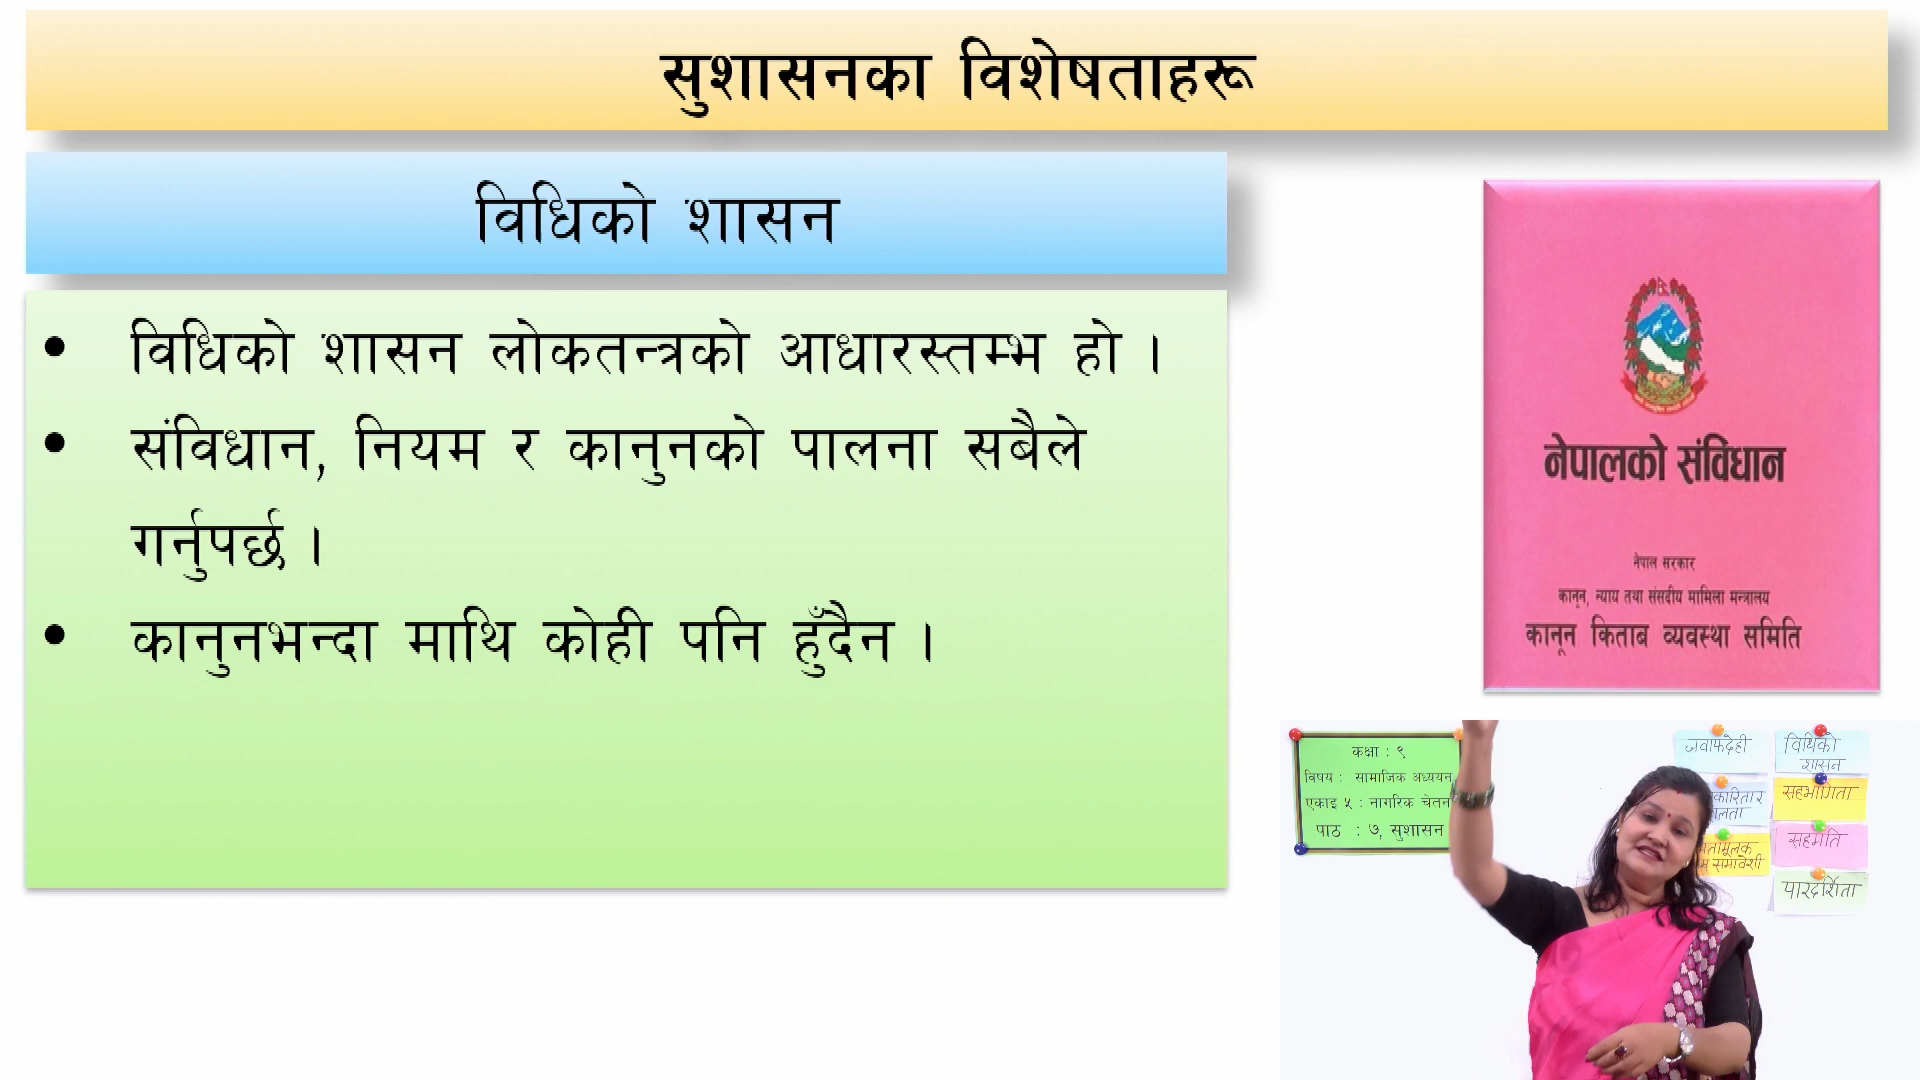 सुशासनका विशेषताहरू
विधिको शासन
• विधिको शासन लोकतन्त्रको आधारस्तम्भ हो ।
• संविधान, नियम र कानुनको पालना सबैले
गर्नुपर्छ ।
• कानुनभन्दा माथि कोही पनि हुँदैन ।
नेपालको संविधान
नेपाल सरकार
कानून, न्याय तथा संसदीय मामिला मन्त्रालय
कानून किताब व्यवस्था समिति
कक्षा : ९
विषय : सामाजिक अध्ययन
एकाइ ५ : नागरिक चेतना
पाठ : ७, सुशासन
जवाफदेही
विधिको
शासन
सहभागिता
सहमति
पारदर्शिता